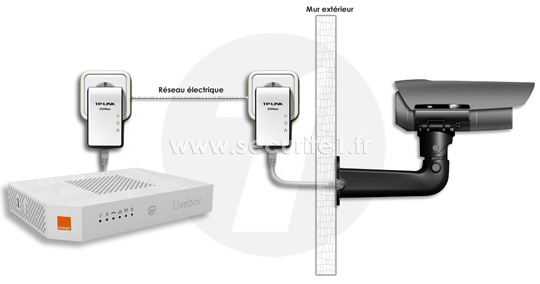 Mur extérieur
Réseau électrique
TP-LINK
TP-LINK
www.securite1.fr
orange
Livebox